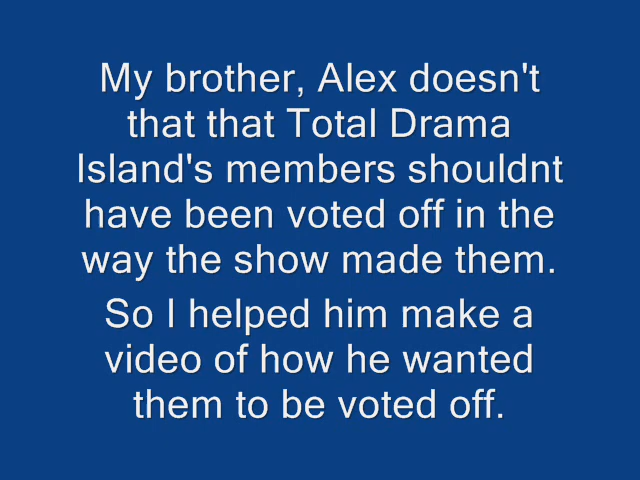 My brother, Alex doesn't
that that Total Drama
Island's members shouldnt
have been voted off in the
way the show made them.
So I helped him make a
video of how he wanted
them to be voted off.